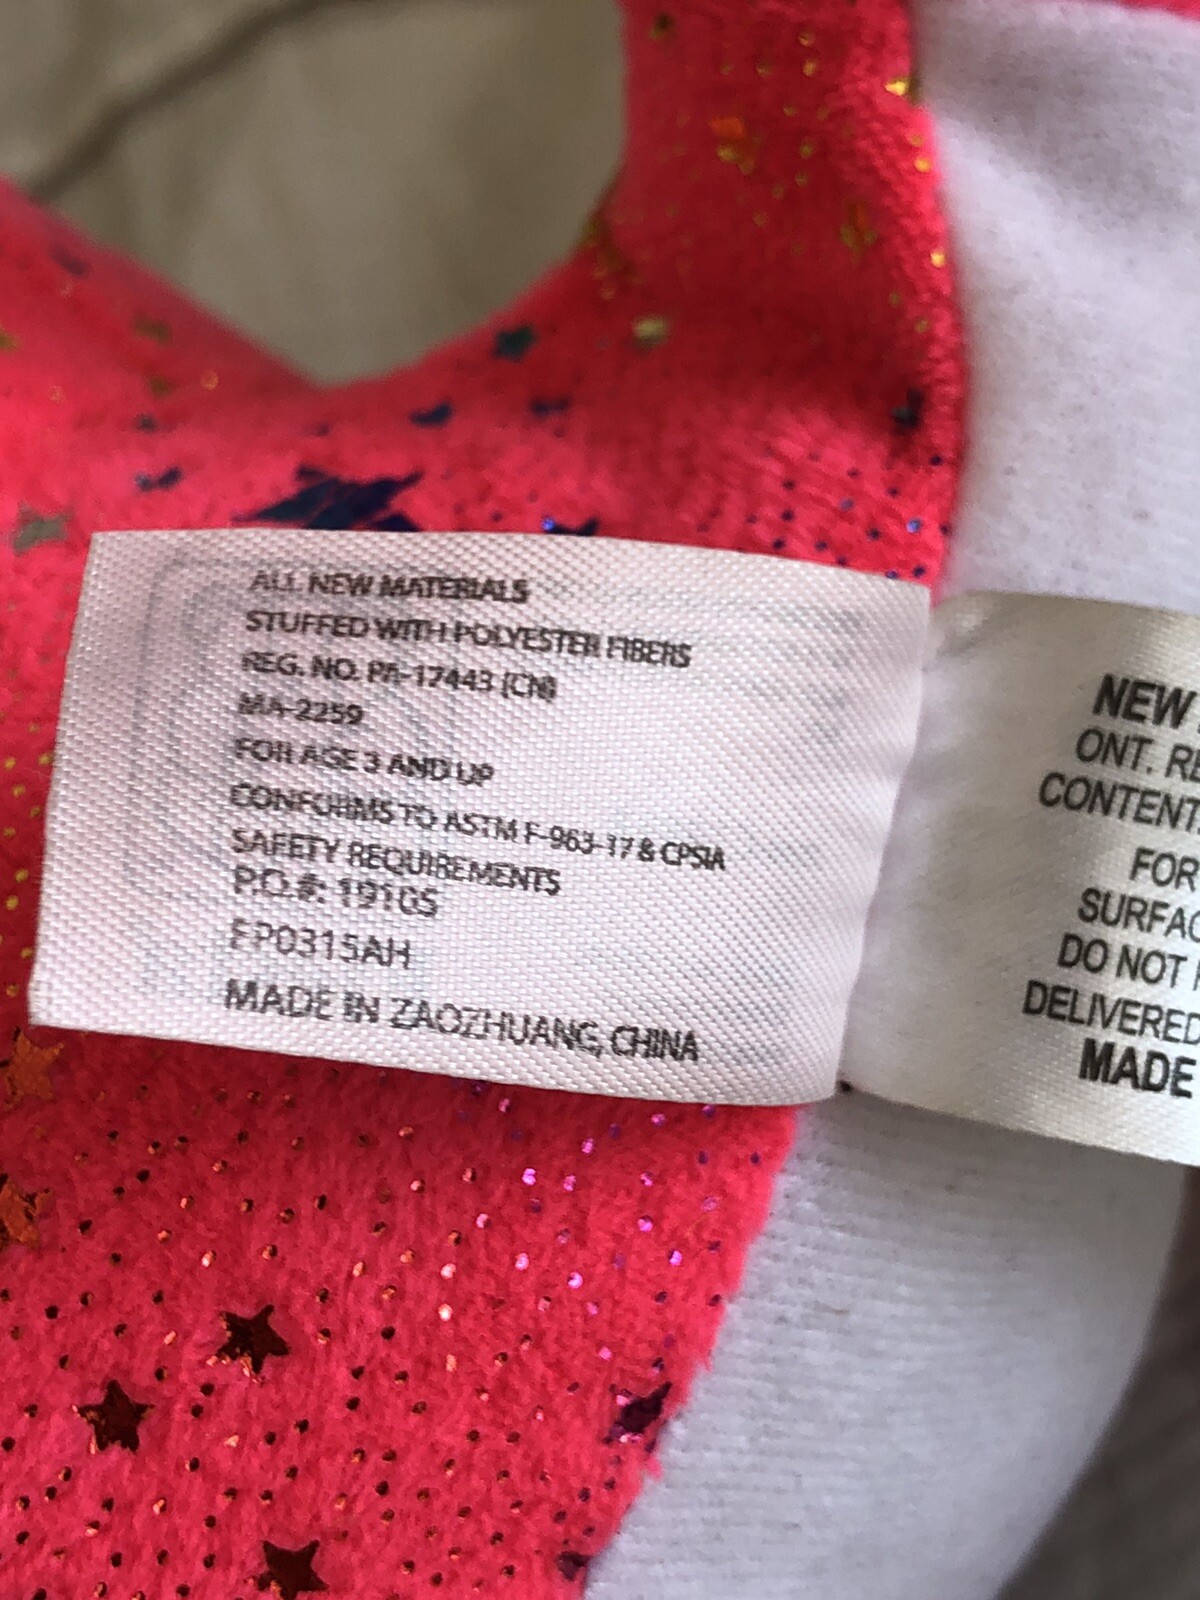 ALL NEW MATERIALS
STUFFED WITH POLYESTER FIBERS
REG. NO. PA-17443 (CN)
MA-2259
FOR AGE 3 AND UP
CONFORMS TO ASTM F-963-17 & CPSIA
SAFETY REQUIREMENTS
P.O.#: 1910S
FP0315AH
MADE IN ZAOZHUANG, CHINA
NEW
ONT. RE
CONTENT
FOR
SURFAC
DO NOT
DELIVERED
MADE